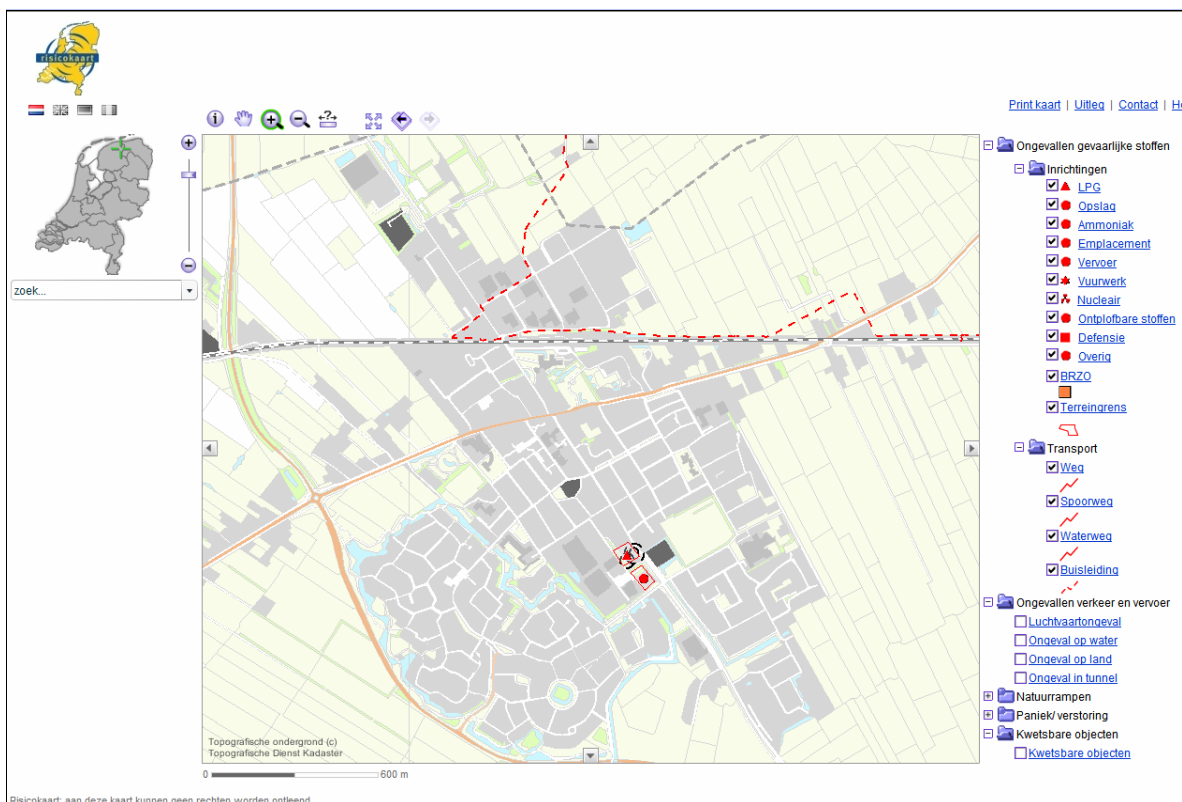 risicokaart
Print kaart | Uitleg | Contact | He
zoek...
Ongevallen gevaarlijke stoffen
Inrichtingen
LPG
Opslag
Ammoniak
Emplacement
Vervoer
Vuurwerk
Nucleair
Ontplofbare stoffen
Defensie
Overig
BRZO
Terreingrens
Transport
Weg
Spoorweg
Waterweg
Buisleiding
Ongevallen verkeer en vervoer
Luchtvaartongeval
Ongeval op water
Ongeval op land
Ongeval in tunnel
Natuurrampen
Paniek/ verstoring
Kwetsbare objecten
Kwetsbare objecten
Topografische ondergrond (c)
Topografische Dienst Kadaster
0 600 m
Risicokaart: aan deze kaart kunnen geen rechten worden ontleend